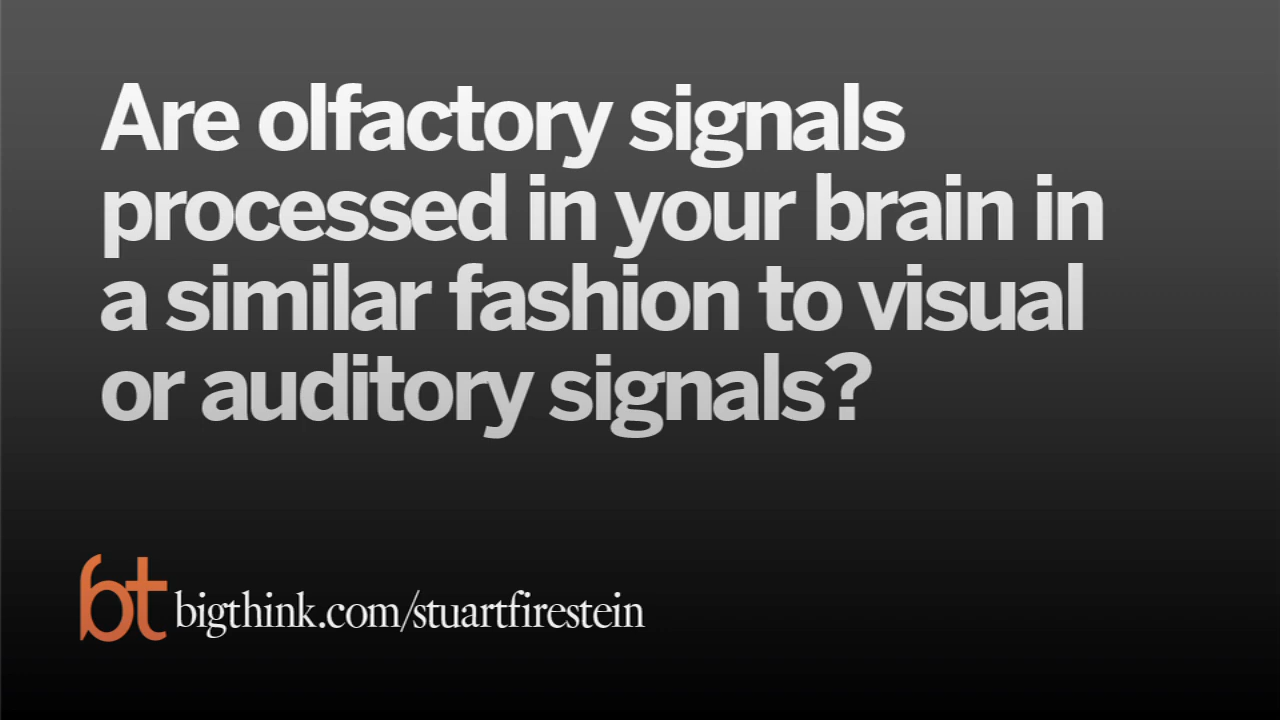 Are olfactory signals
processed in your brain in
a similar fashion to visual
or auditory signals?
bt bigthink.com/stuartfirestein